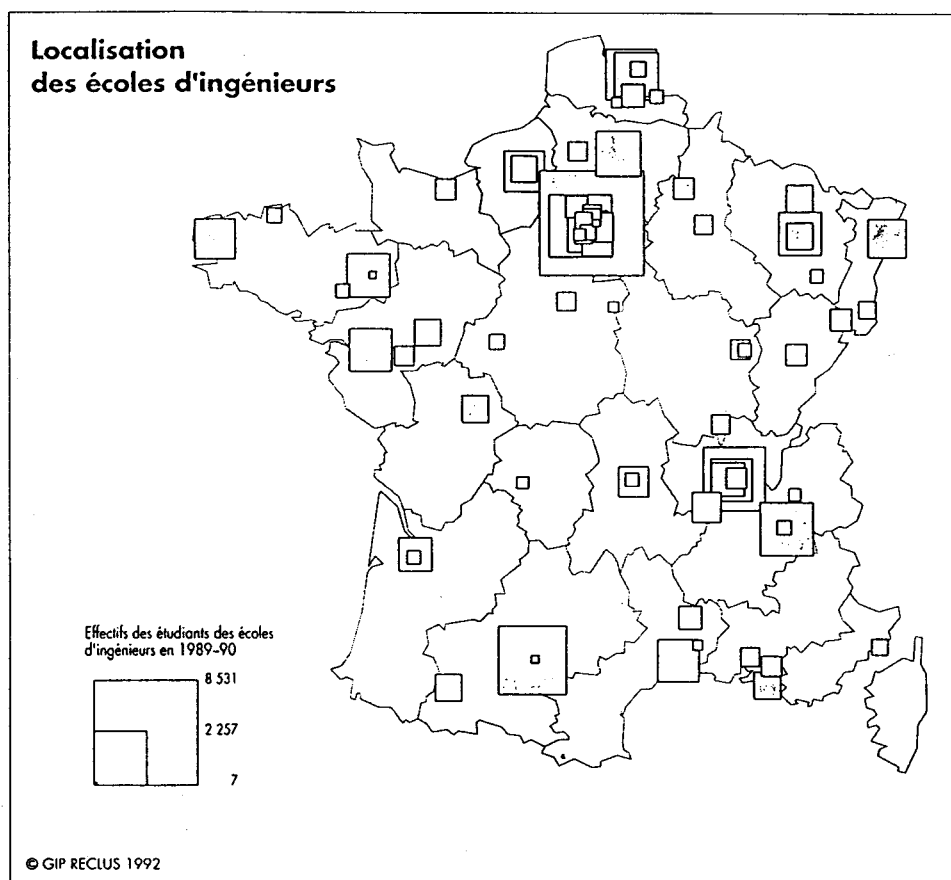 Localisation
des écoles d'ingénieurs
Effectifs des étudiants des écoles
d'ingénieurs en 1989-90
8 531
2 257
7
© GIP RECLUS 1992